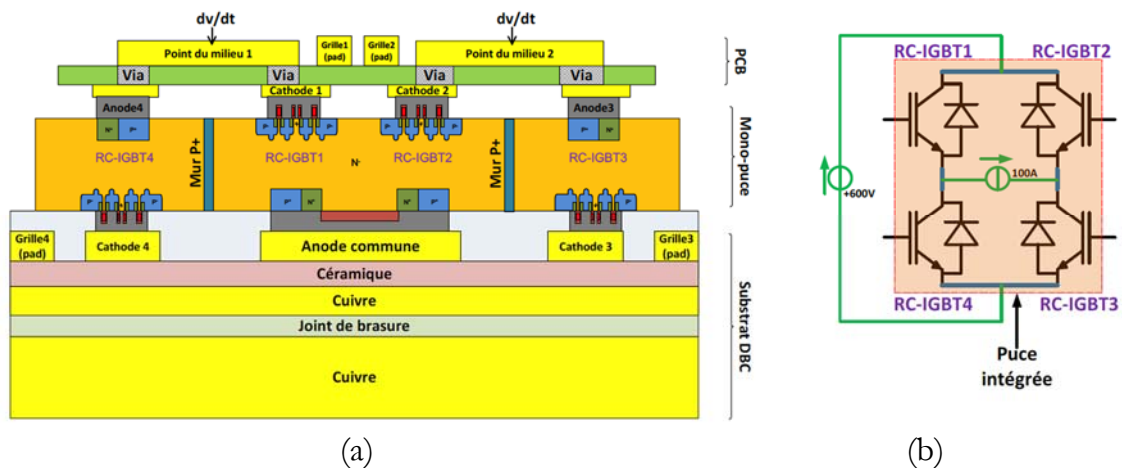 dv/dt
dv/dt
Point du milieu 1
Grille1 (pad)
Grille2 (pad)
Point du milieu 2
PCB
Via
Via
Via
Via
Cathode 1
Cathode 2
Anode4
Anode3
N+
P+
P+
P+
P+
P+
P+
N+
RC-IGBT4
Mur P+
RC-IGBT1
N-
RC-IGBT2
Mur P+
RC-IGBT3
Mono-puce
P+
P+
P+
N+
N+
P+
P+
P+
Grille4 (pad)
Cathode 4
Anode commune
Cathode 3
Grille3 (pad)
Céramique
Cuivre
Joint de brasure
Cuivre
Substrat DBC
(a)
RC-IGBT1
RC-IGBT2
+600V
100A
RC-IGBT4
RC-IGBT3
Puce
intégrée
(b)